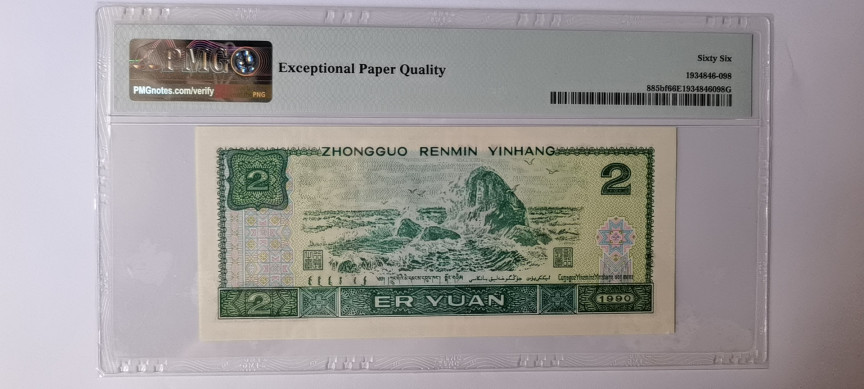 PMG
PMGnotes.com/verify
PNG
Exceptional Paper Quality
Sixty Six
1934846-098
885bf66E1934846098G
ZHONGGUO RENMIN YINHANG
2
2
2
ER YUAN
1990